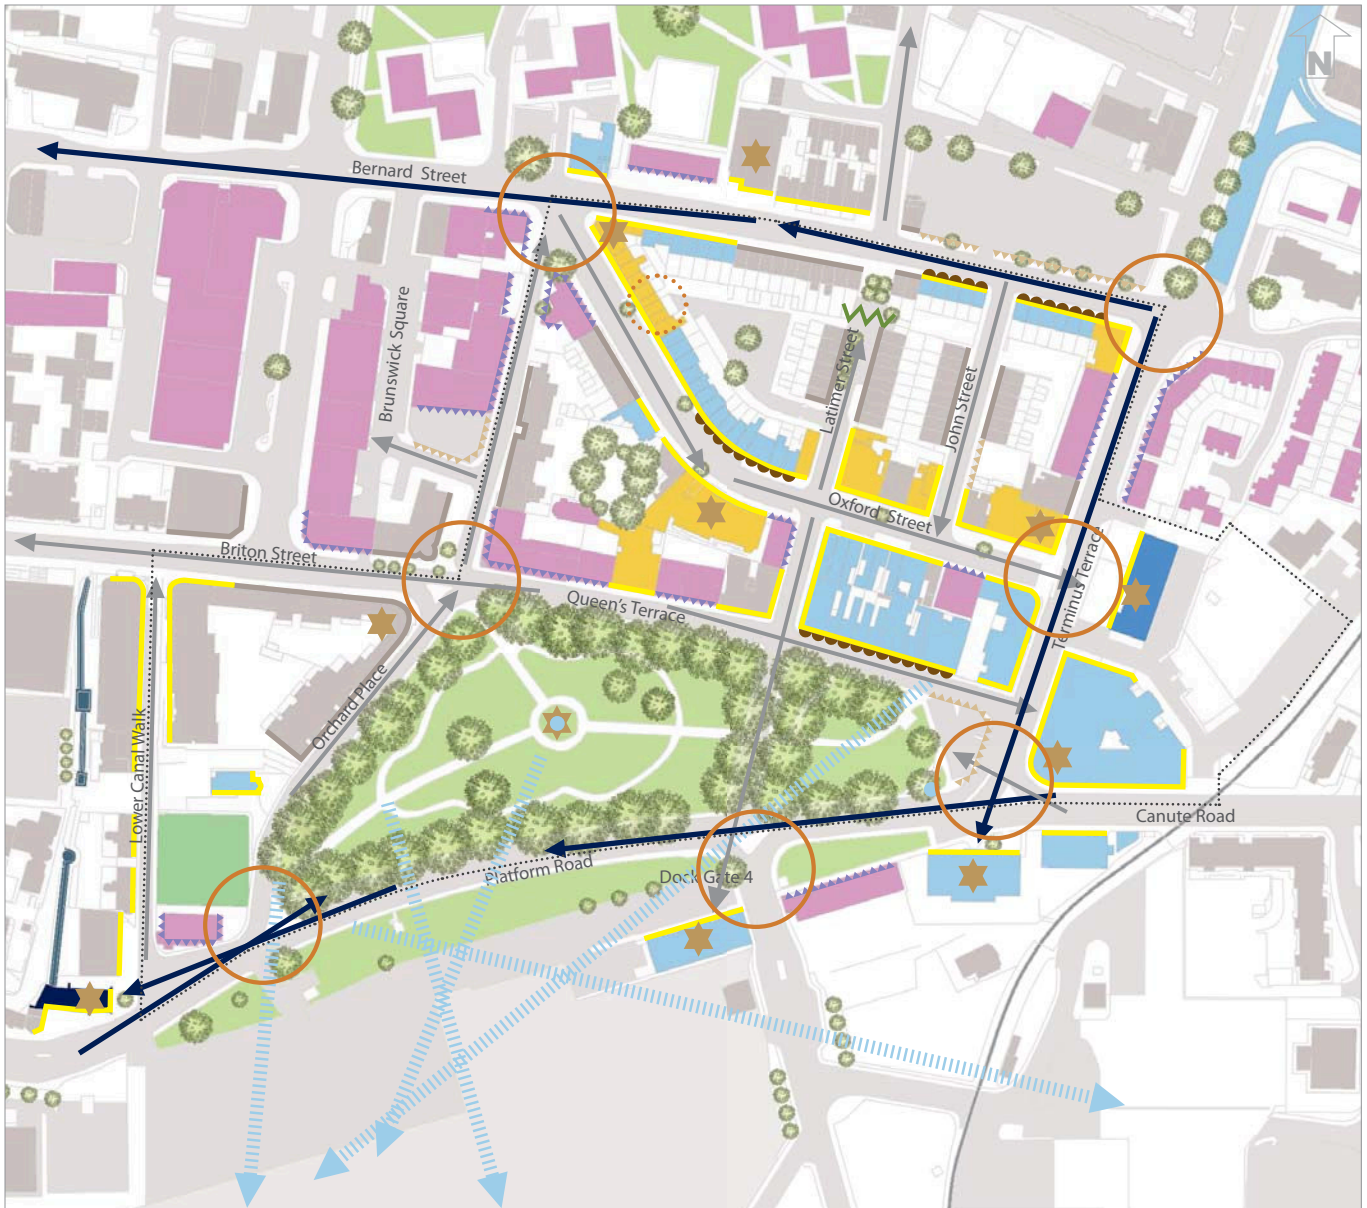 N
Bernard Street
Brunswick Square
Latimer Street
John Street
Oxford Street
Briton Street
Queen's Terrace
Terminus Terrace
Orchard Place
Lower Canal Walk
Canute Road
Platform Road
Dock Gate 4